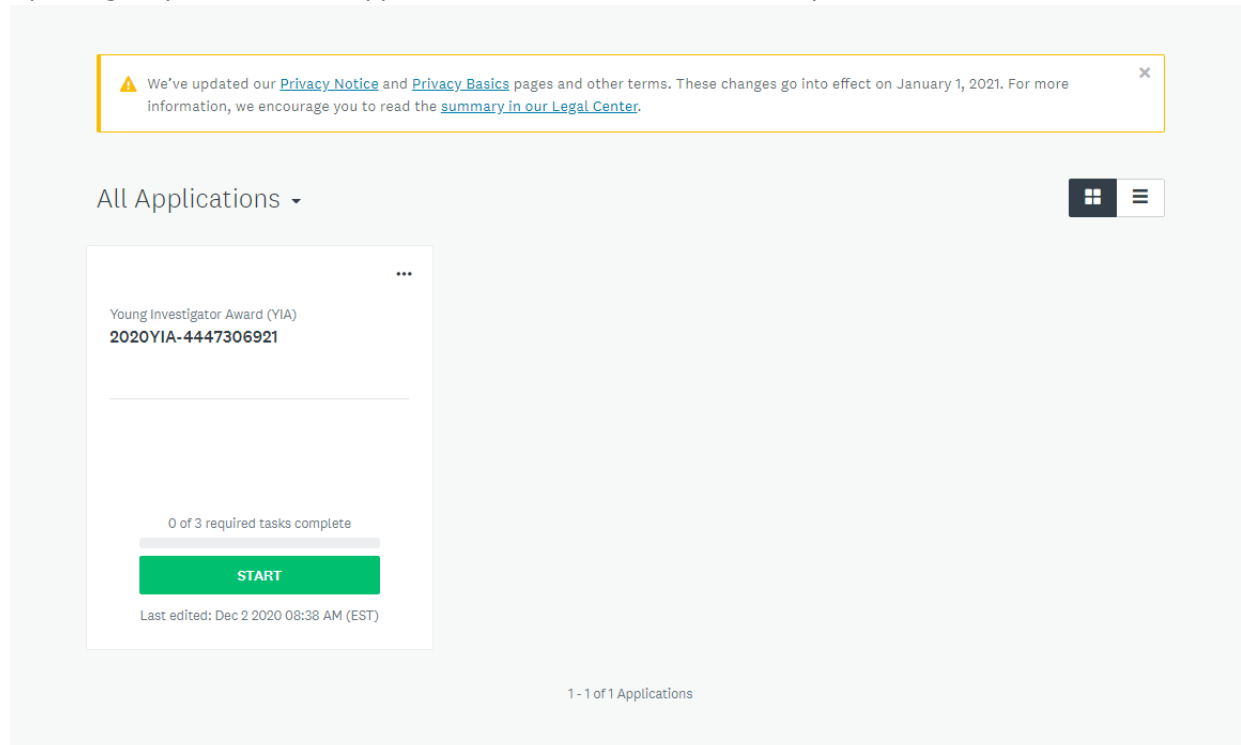 We've updated our Privacy Notice and Privacy Basics pages and other terms. These changes go into effect on January 1, 2021. For more
information, we encourage you to read the summary in our Legal Center.
All Applications
Young Investigator Award (YIA)
2020YIA-4447306921
0 of 3 required tasks complete
START
Last edited: Dec 2 2020 08:38 AM (EST)
1 - 1 of 1 Applications